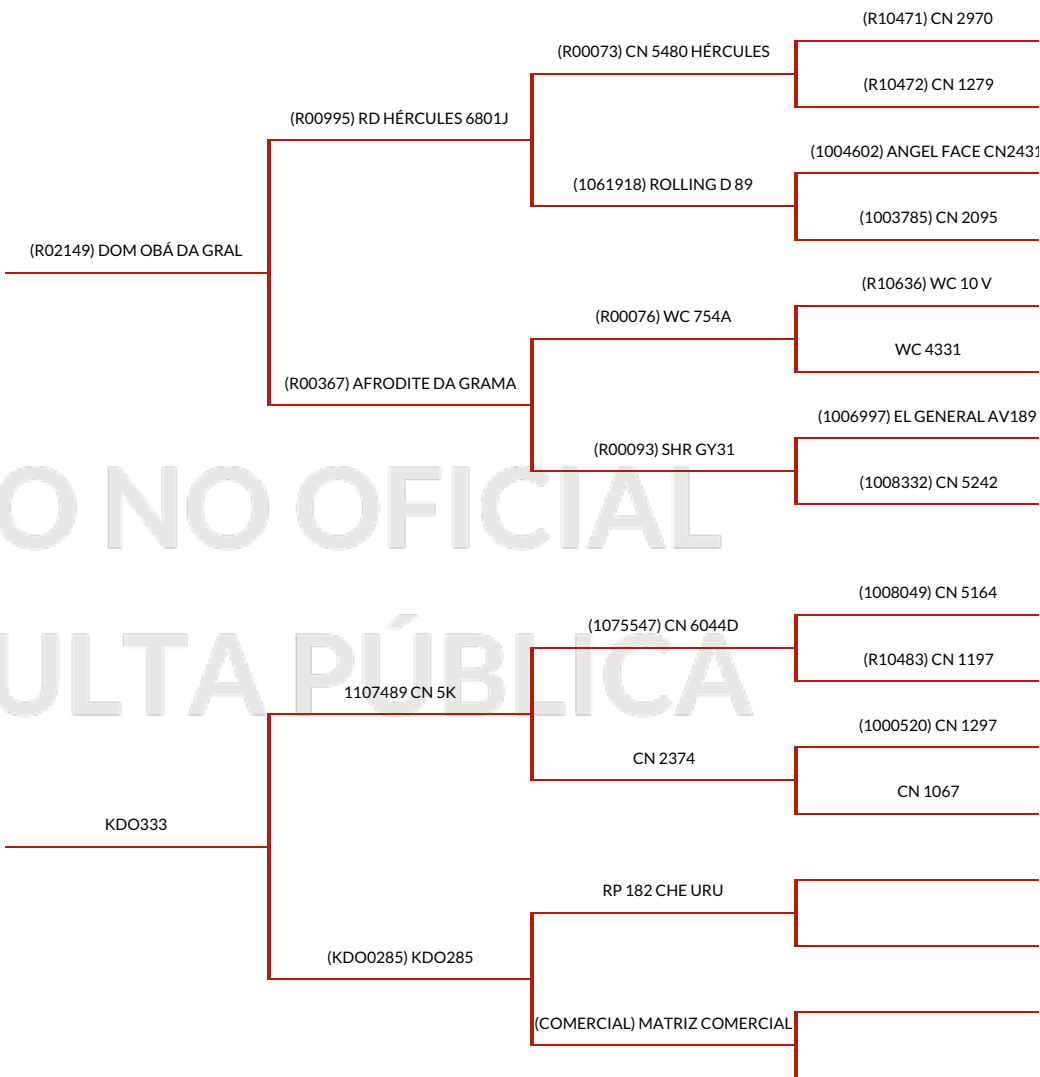 (R10471) CN 2970
(R00073) CN 5480 HÉRCULES
(R10472) CN 1279
(R00995) RD HÉRCULES 6801J
(1004602) ANGEL FACE CN2431
(1061918) ROLLING D 89
(1003785) CN 2095
(R02149) DOM OBÁ DA GRAL
(R10636) WC 10 V
(R00076) WC 754A
WC 4331
(R00367) AFRODITE DA GRAMA
(1006997) EL GENERAL AV189
(R00093) SHR GY31
(1008332) CN 5242
O NO OFICIAL
(1008049) CN 5164
(1075547) CN 6044D
(R10483) CN 1197
ULTA PÚBLICA
1107489 CN 5K
(1000520) CN 1297
CN 2374
CN 1067
KDO333
RP 182 CHE URU
(KDO0285) KDO285
(COMERCIAL) MATRIZ COMERCIAL